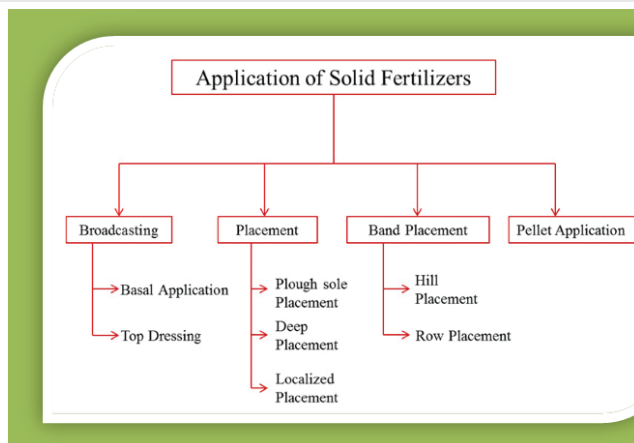 Application of Solid Fertilizers
Broadcasting
Placement
Band Placement
Pellet Application
Basal Application
Top Dressing
Plough sole
Placement
Deep
Placement
Localized
Placement
Hill
Placement
Row Placement